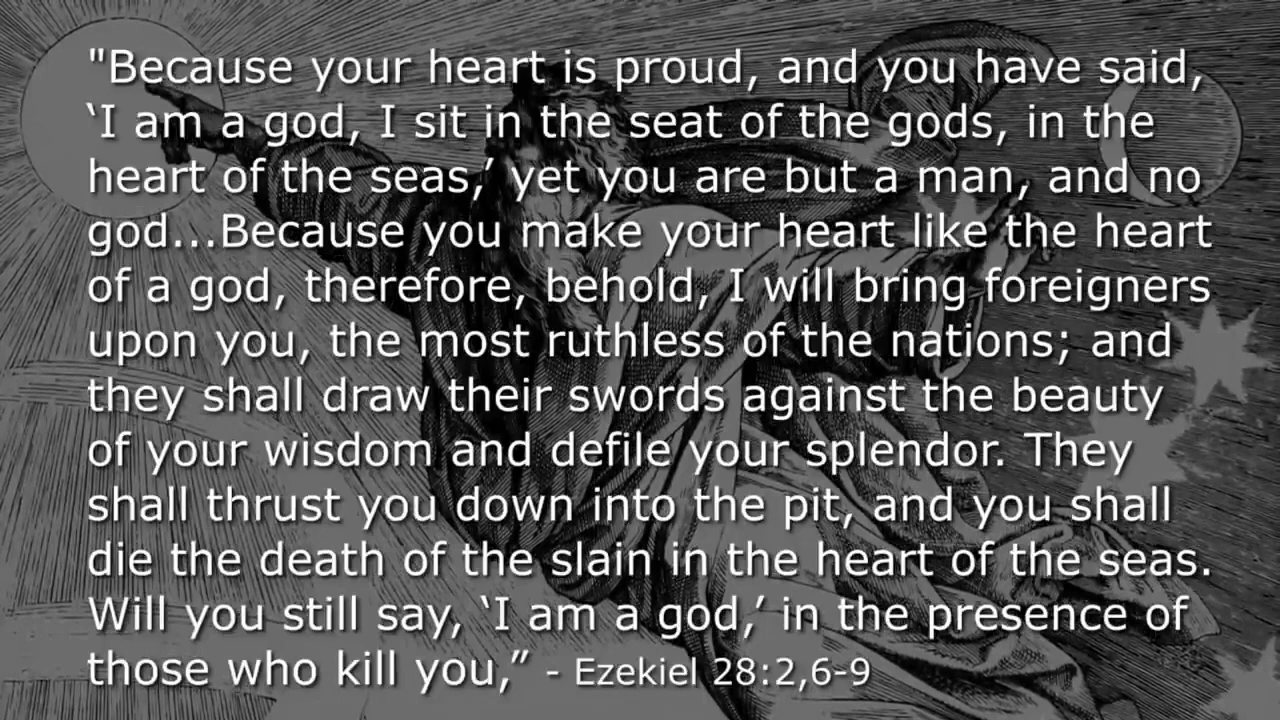 "Because your heart is proud, and you have said,
‘I am a god, I sit in the seat of the gods, in the
heart of the seas,’ yet you are but a man, and no
god...Because you make your heart like the heart
of a god, therefore, behold, I will bring foreigners
upon you, the most ruthless of the nations; and
they shall draw their swords against the beauty
of your wisdom and defile your splendor. They
shall thrust you down into the pit, and you shall
die the death of the slain in the heart of the seas.
Will you still say, ‘I am a god,’ in the presence of
those who kill you,” - Ezekiel 28:2,6-9